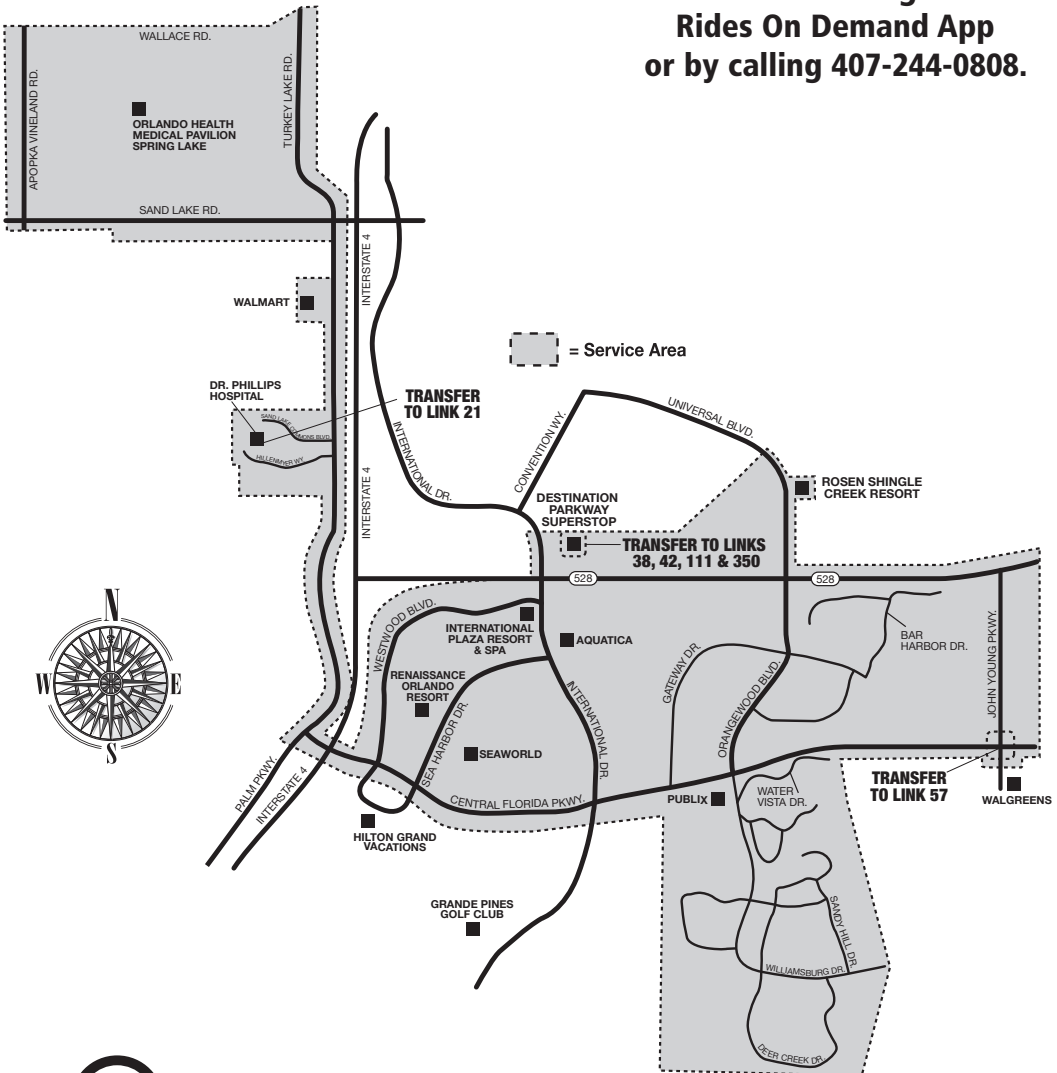 Rides On Demand App
or by calling 407-244-0808.
WALLACE RD.
APOPKA VINELAND RD.
TURKEY LAKE RD.
ORLANDO HEALTH
MEDICAL PAVILION
SPRING LAKE
SAND LAKE RD.
INTERSTATE 4
WALMART
= Service Area
DR. PHILLIPS
HOSPITAL
TRANSFER
TO LINK 21
SAND LAKE COMMONS BLVD.
HILLENMYER WY.
INTERNATIONAL DR.
CONVENTION WY.
UNIVERSAL BLVD.
INTERSTATE 4
DESTINATION
PARKWAY
SUPERSTOP
ROSEN SHINGLE
CREEK RESORT
TRANSFER TO LINKS
38, 42, 111 & 350
528
528
N
W
E
S
WESTWOOD BLVD.
INTERNATIONAL
PLAZA RESORT
& SPA
AQUATICA
BAR
HARBOR DR.
JOHN YOUNG PKWY.
GATEWAY DR.
RENAISSANCE
ORLANDO
RESORT
SEA HARBOR DR.
INTERNATIONAL DR.
ORANGEWOOD BLVD.
SEAWORLD
PALM PKWY.
INTERSTATE 4
CENTRAL FLORIDA PKWY.
PUBLIX
WATER
VISTA DR.
TRANSFER
TO LINK 57
WALGREENS
HILTON GRAND
VACATIONS
GRANDE PINES
GOLF CLUB
SANDY HILL DR.
WILLIAMSBURG DR.
DEER CREEK DR.